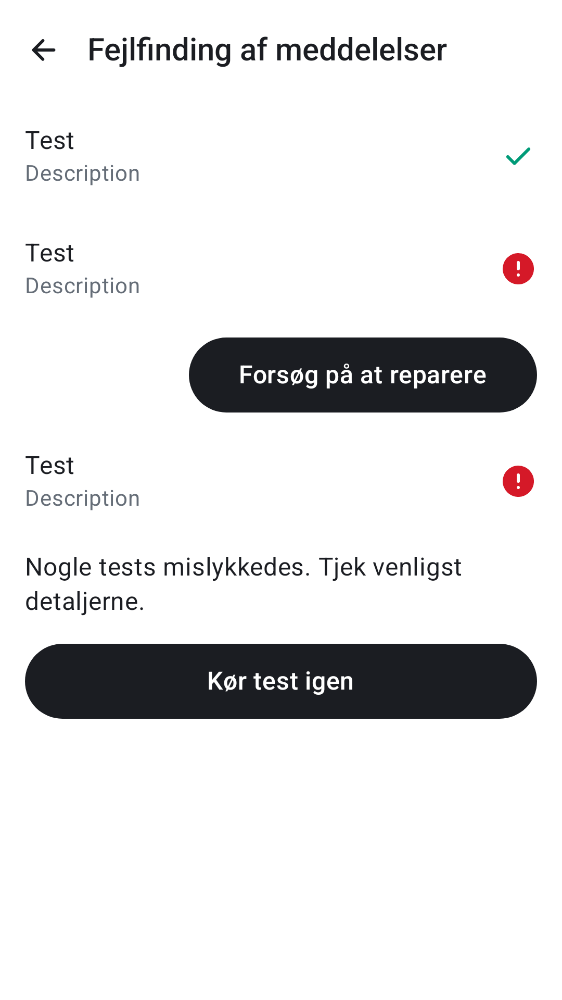 Fejlfinding af meddelelser
Test
Description
Test
Description
Forsøg på at reparere
Test
Description
Nogle tests mislykkedes. Tjek venligst
detaljerne.
Kør test igen